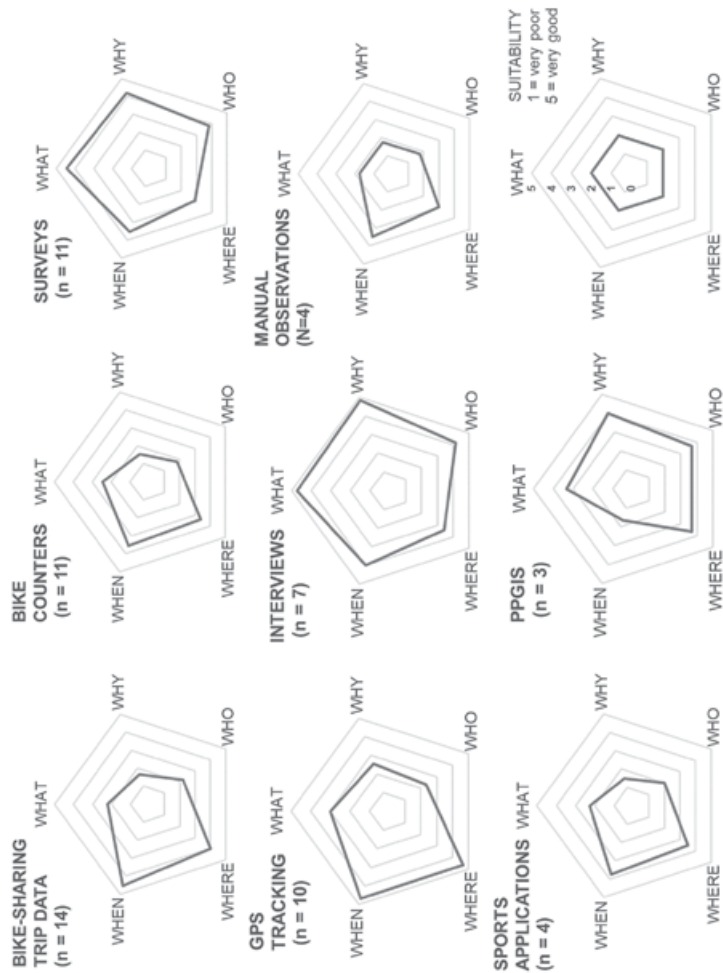 BIKE-SHARING
TRIP DATA
(n = 14)
WHAT
WHEN
WHY
WHERE
WHO
BIKE
COUNTERS
(n = 11)
WHAT
WHEN
WHY
WHERE
WHO
SURVEYS
(n = 11)
WHAT
WHEN
WHY
WHERE
WHO
GPS
TRACKING
(n = 10)
WHAT
WHEN
WHY
WHERE
WHO
INTERVIEWS
(n = 7)
WHAT
WHEN
WHY
WHERE
WHO
MANUAL
OBSERVATIONS
(N=4)
WHAT
WHEN
WHY
WHERE
WHO
SPORTS
APPLICATIONS
(n = 4)
WHAT
WHEN
WHY
WHERE
WHO
PPGIS
(n = 3)
WHAT
WHEN
WHY
WHERE
WHO
SUITABILITY
1 = very poor
5 = very good
WHAT
5
4
3
2
1
0
WHEN
WHY
WHERE
WHO